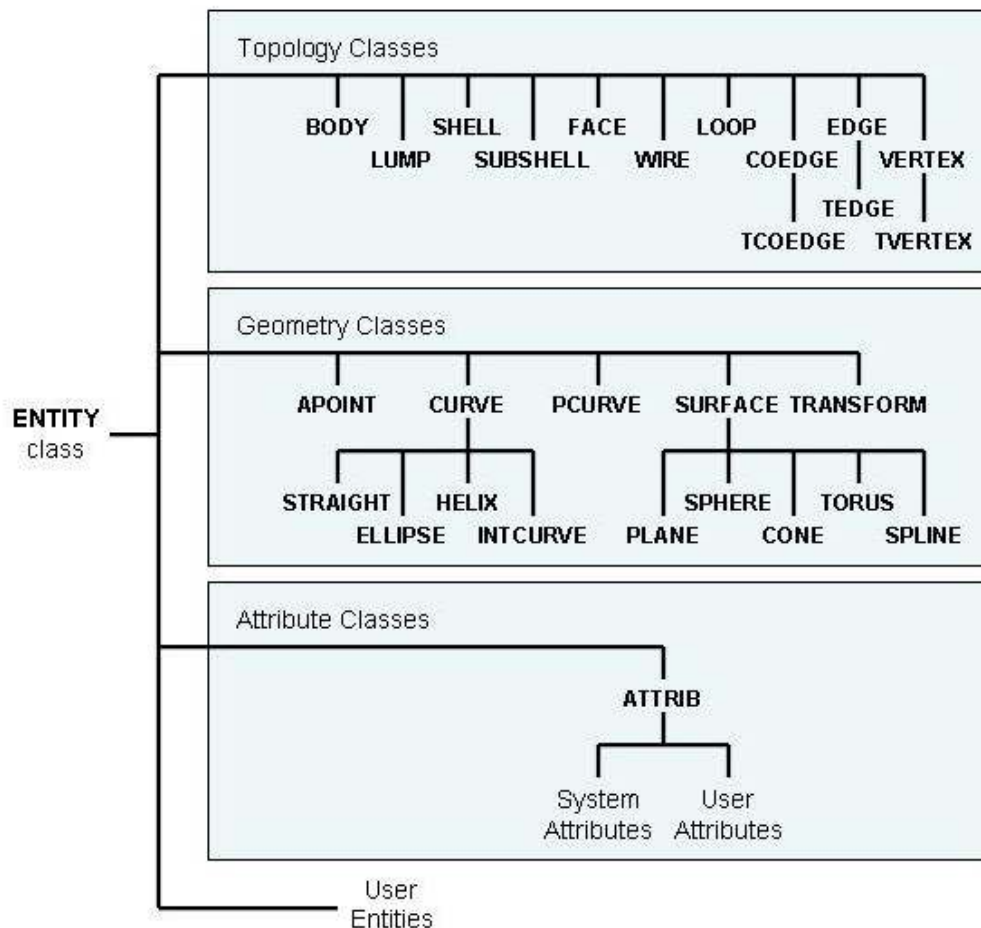 Topology Classes
BODY SHELL FACE LOOP EDGE
LUMP SUBSHELL WIRE COEDGE VERTEX
TEDGE
TCOEDGE TVERTEX
Geometry Classes
APOINT CURVE PCURVE SURFACE TRANSFORM
ENTITY
class
STRAIGHT HELIX SPHERE TORUS
ELLIPSE INTCURVE PLANE CONE SPLINE
Attribute Classes
ATTRIB
System User
Attributes Attributes
User
Entities